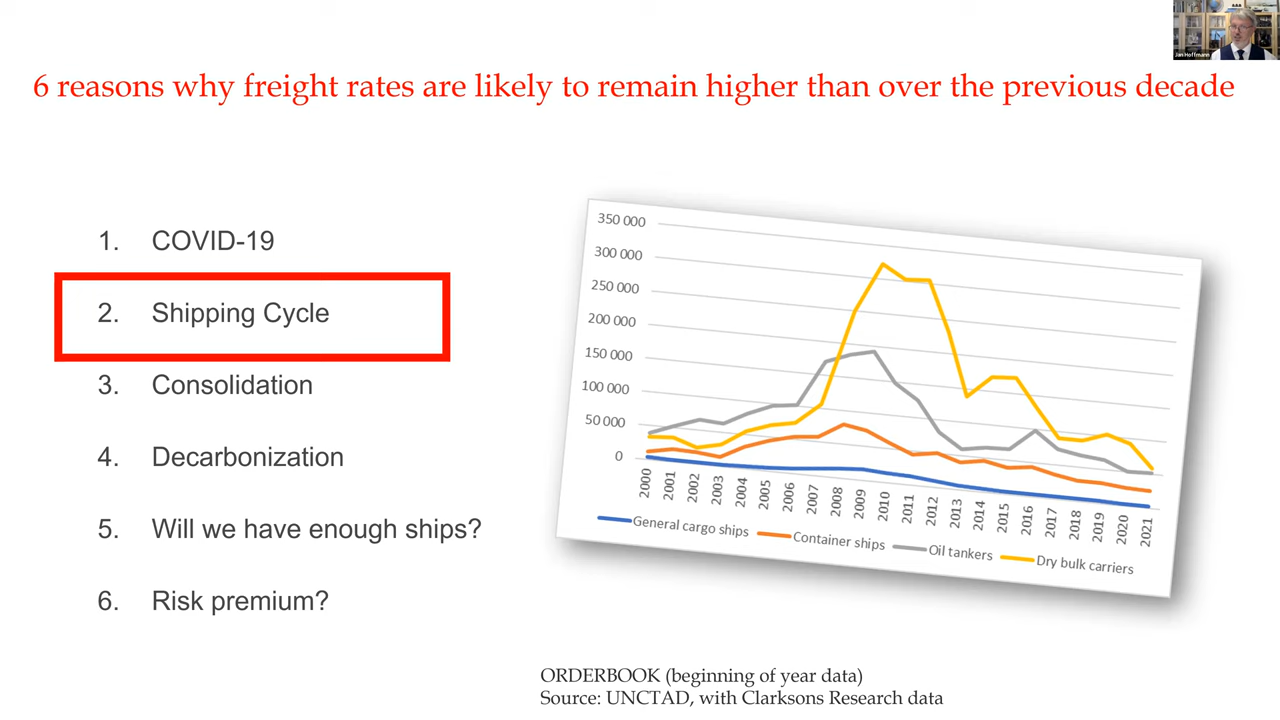 Jan Hoffmann
6 reasons why freight rates are likely to remain higher than over the previous decade
1. COVID-19
2. Shipping Cycle
3. Consolidation
4. Decarbonization
5. Will we have enough ships?
6. Risk premium?
350 000
300 000
250 000
200 000
150 000
100 000
50 000
0
2000 2001 2002 2003 2004 2005 2006 2007 2008 2009 2010 2011 2012 2013 2014 2015 2016 2017 2018 2019 2020 2021
General cargo ships Container ships Oil tankers Dry bulk carriers
ORDERBOOK (beginning of year data)
Source: UNCTAD, with Clarksons Research data